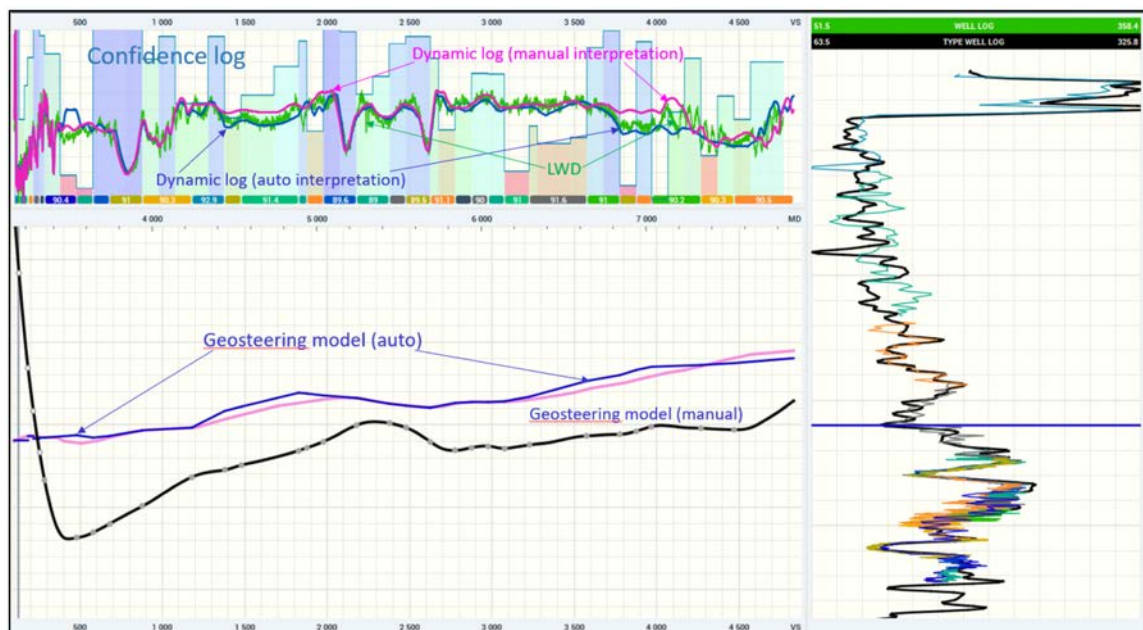 500 1 000 1 500 2 000 2 500 3 000 3 500 4 000 4 500 VS
Confidence log
Dynamic log (manual interpretation)
LWD
Dynamic log (auto interpretation)
90.4 91 90.3 92.9 91.4 89.6 89 89.5 91.1 90 91 91.6 91 90.2 90.3 90.5
4 000 5 000 6 000 7 000 MD
Geosteering model (auto)
Geosteering model (manual)
500 1 000 1 500 2 000 2 500 3 000 3 500 4 000 4 500 VS
51.5 WELL LOG 358.4
63.5 TYPE WELL LOG 325.8